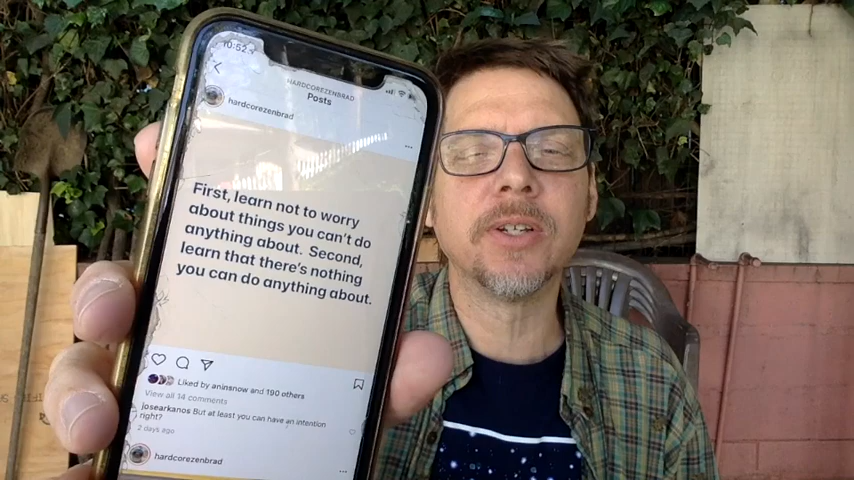 10:52
HARDCOREZENBRAD
Posts
hardcorezenbrad
First, learn not to worry
about things you can't do
anything about. Second,
learn that there's nothing
you can do anything about.
Liked by aninsnow and 190 others
View all 14 comments
josearkanos But at least you can have an intention
right?
2 days ago
hardcorezenbrad